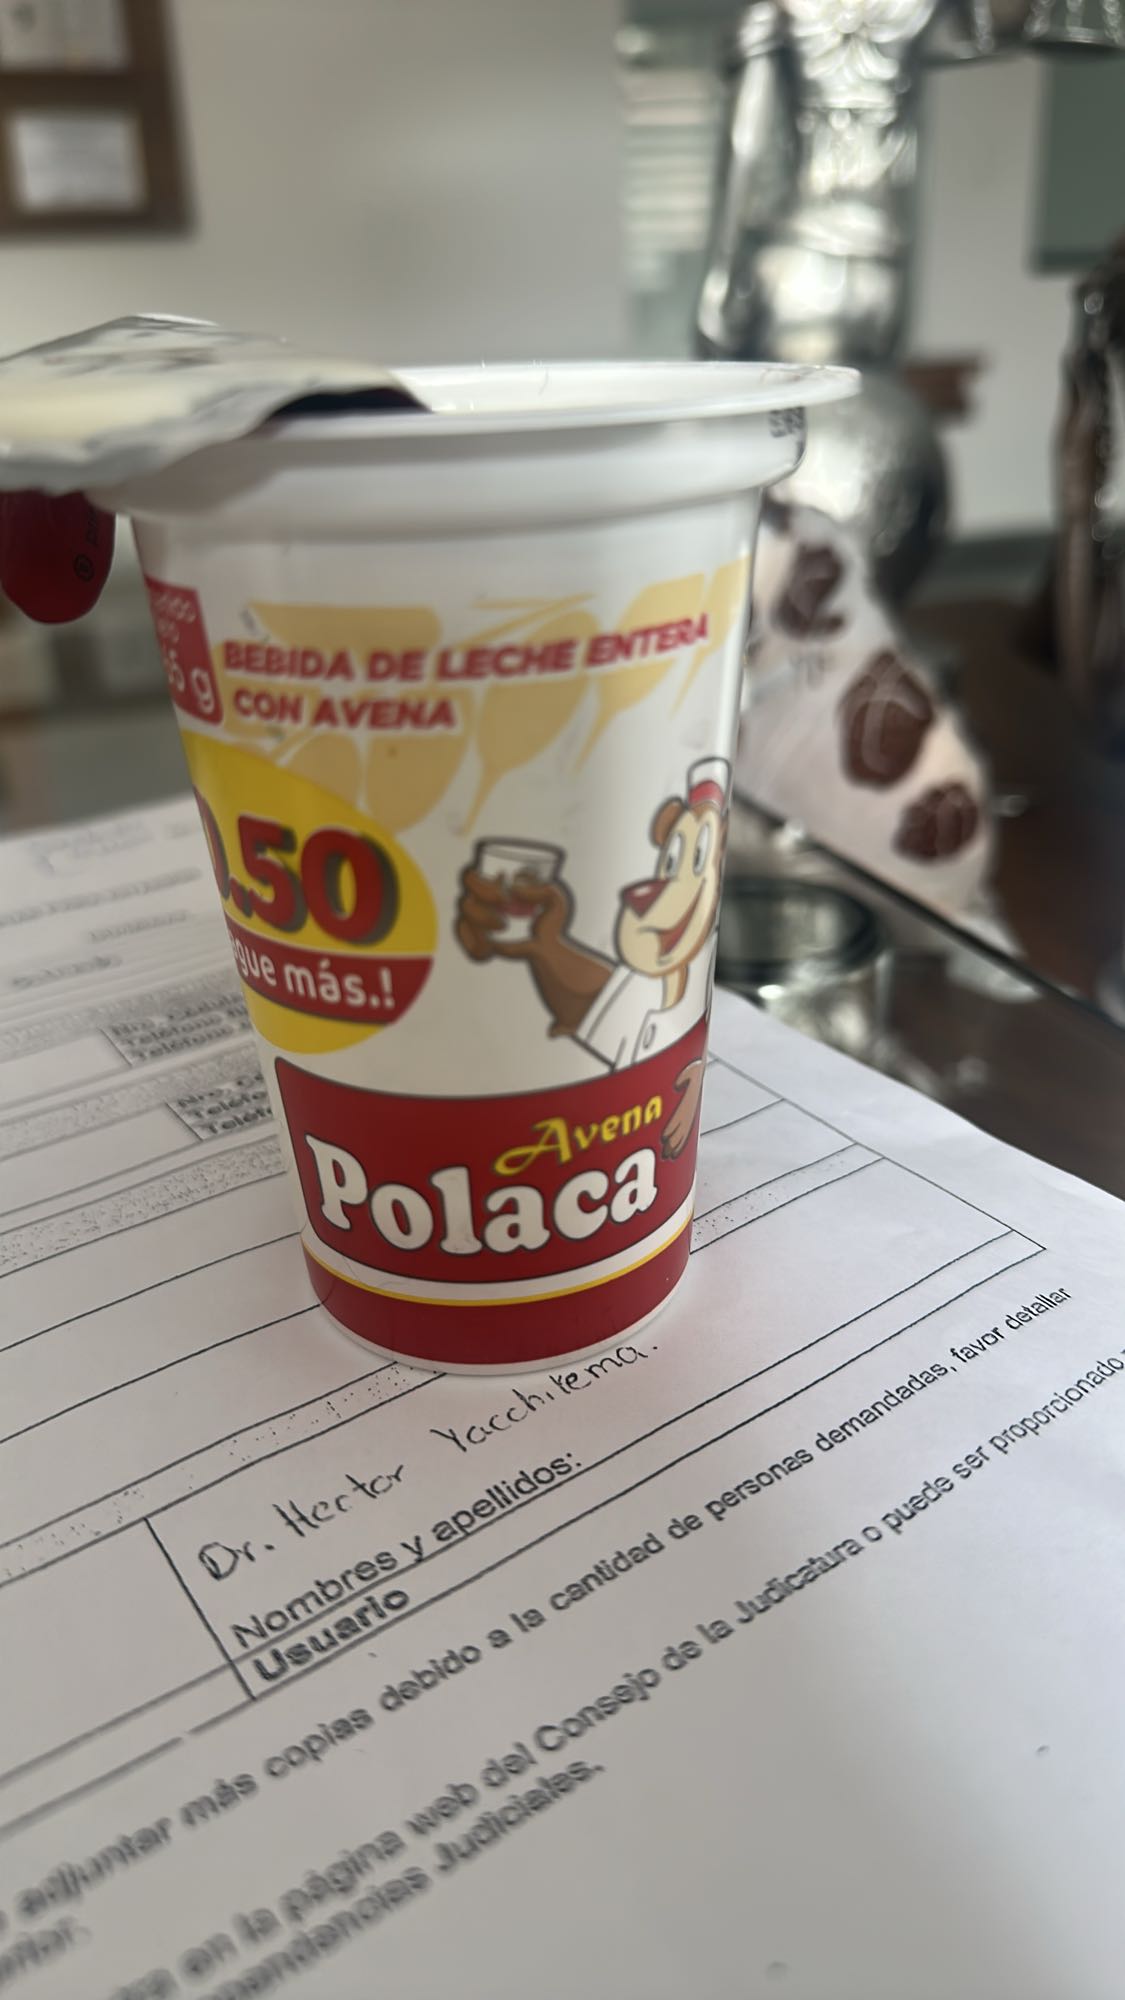 BEBIDA DE LECHE ENTERA
CON AVENA
5 g
.50
gue más.!
Avena
Polaca
Dr. Hector Yacchirema.
Nombres y apellidos:
Usuario
adjuntar más copias debido a la cantidad de personas demandadas, favor detallar
en la página web del Consejo de la Judicatura o puede ser proporcionado
Judiciales.